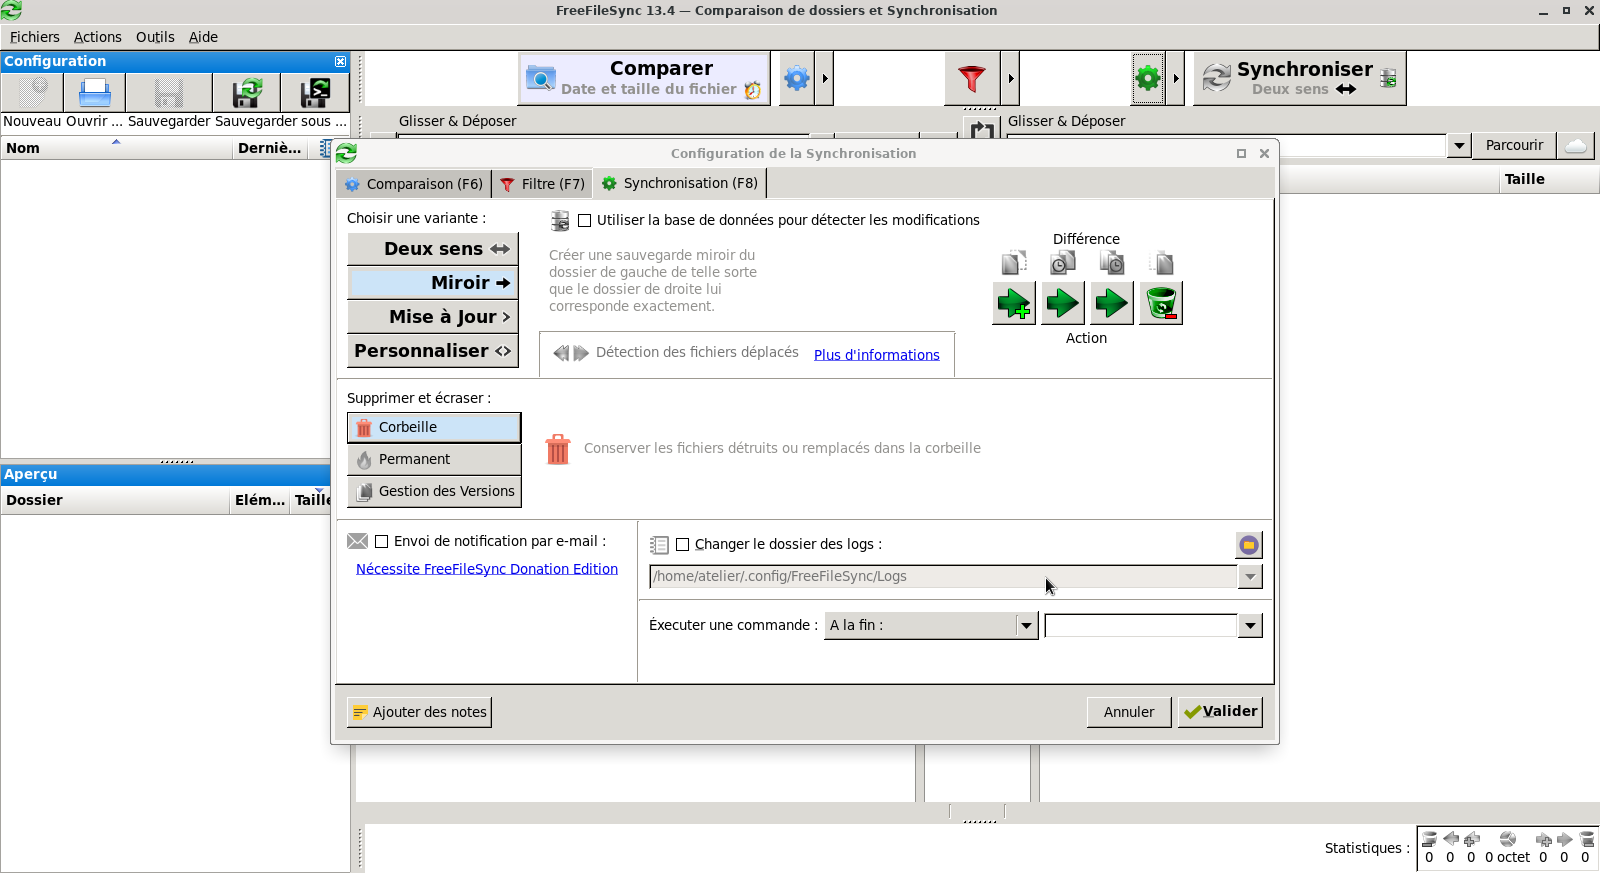 FreeFileSync 13.4 — Comparaison de dossiers et Synchronisation
Fichiers Actions Outils Aide
Configuration
Nouveau Ouvrir ... Sauvegarder Sauvegarder sous ...
Nom Derniè...
Comparer
Date et taille du fichier
Synchroniser
Deux sens
Glisser & Déposer
Glisser & Déposer
Parcourir
Taille
Configuration de la Synchronisation
Comparaison (F6) Filtre (F7) Synchronisation (F8)
Choisir une variante :
Deux sens
Miroir
Mise à Jour
Personnaliser
Utiliser la base de données pour détecter les modifications
Créer une sauvegarde miroir du
dossier de gauche de telle sorte
que le dossier de droite lui
corresponde exactement.
Détection des fichiers déplacés Plus d'informations
Différence
Action
Supprimer et écraser :
Corbeille
Permanent
Gestion des Versions
Conserver les fichiers détruits ou remplacés dans la corbeille
Envoi de notification par e-mail :
Nécessite FreeFileSync Donation Edition
Changer le dossier des logs :
/home/atelier/.config/FreeFileSync/Logs
Éxecuter une commande : A la fin :
Ajouter des notes
Annuler Valider
Aperçu
Dossier Elém... Taille
Statistiques :
0 0 0 0 octet 0 0 0